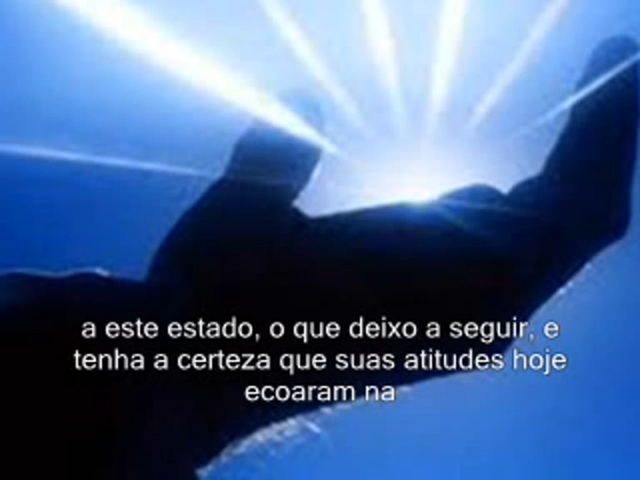 a este estado, o que deixo a seguir, e
tenha a certeza que suas atitudes hoje
ecoaram na